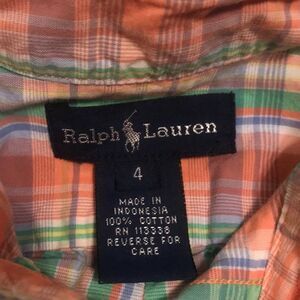 Ralph Lauren
4
MADE IN
INDONESIA
100% COTTON
RN 113338
REVERSE FOR
CARE